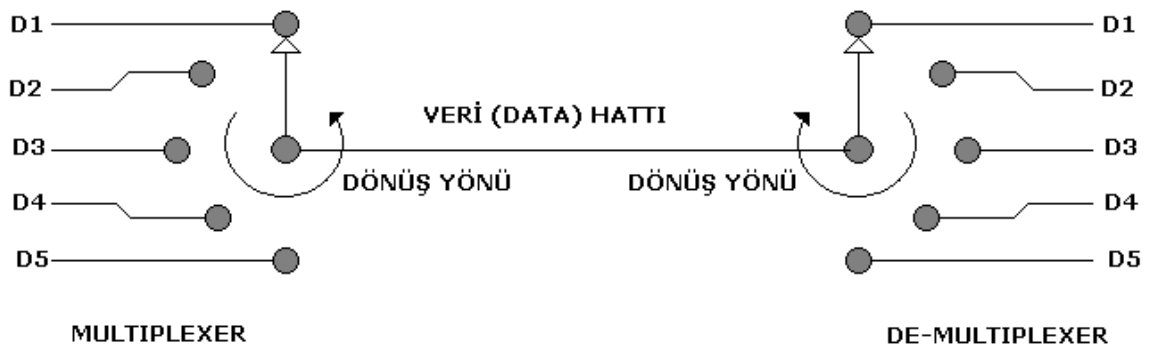 D1 D1
D2 D2
VERİ (DATA) HATTI
D3 D3
DÖNÜŞ YÖNÜ DÖNÜŞ YÖNÜ
D4 D4
D5 D5
MULTIPLEXER DE-MULTIPLEXER